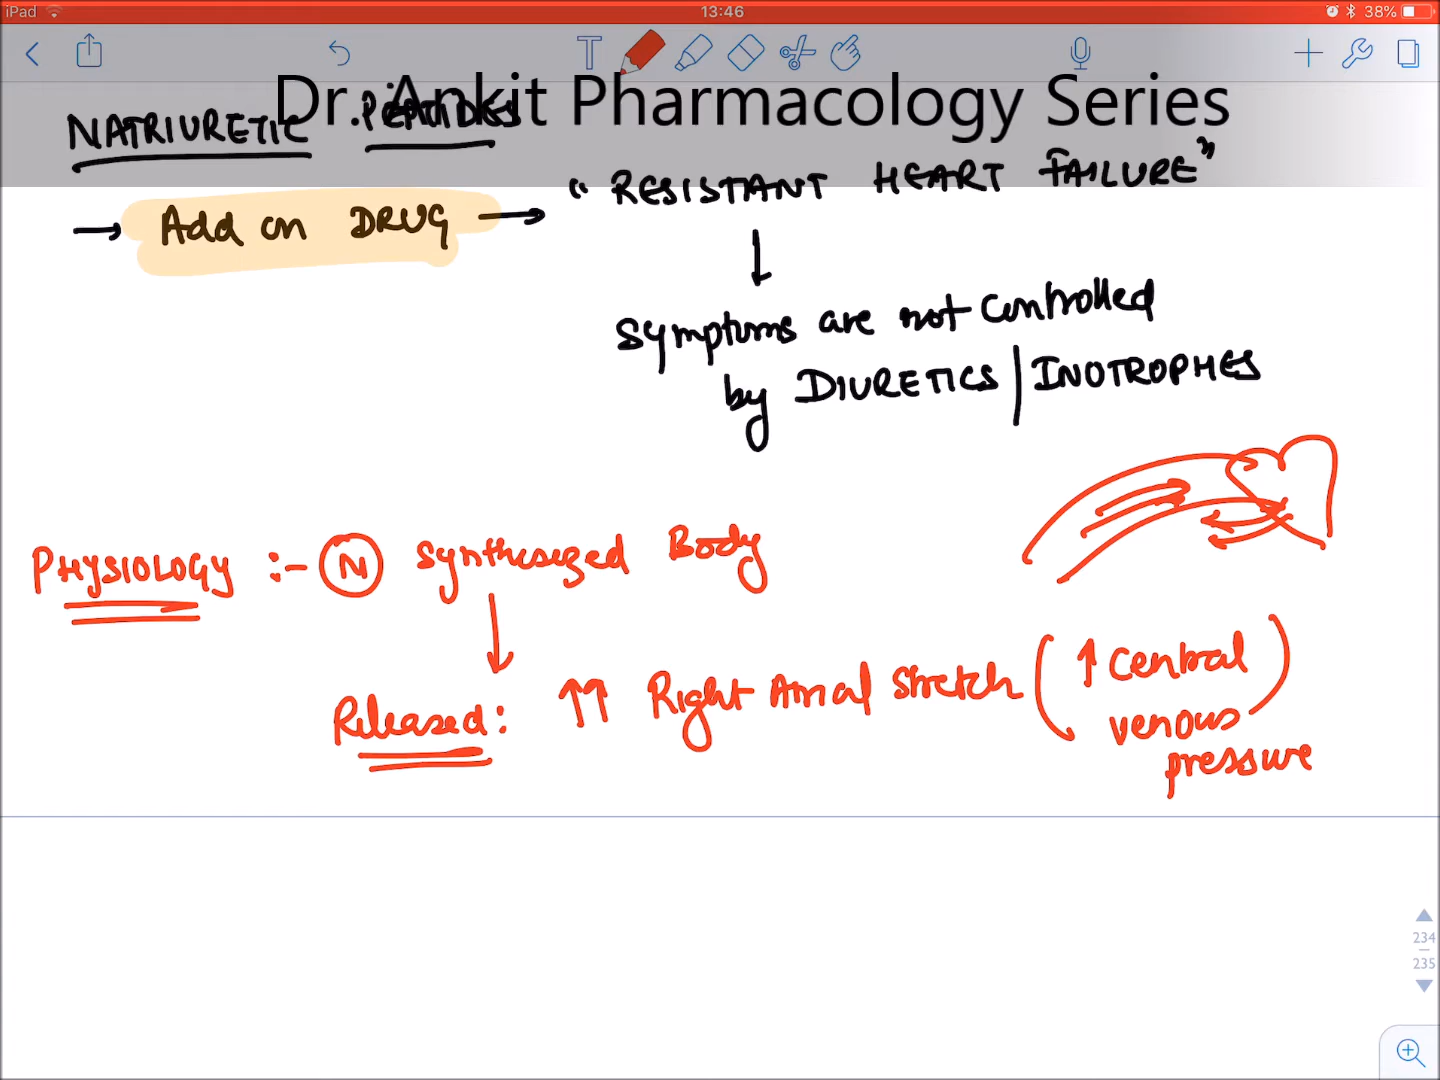 iPad 13:46 38%
Dr. Ankit Pharmacology Series
NATRIURETIC PEPTIDES
→ Add on DRUG → “ RESISTANT HEART FAILURE”
↓
Symptoms are not controlled
by DIURETICS | INOTROPHES
PHYSIOLOGY :- N Synthesized Body
↓
Released: ↑↑ Right Atrial Stretch ( ↑ Central
venous )
pressure
234
235